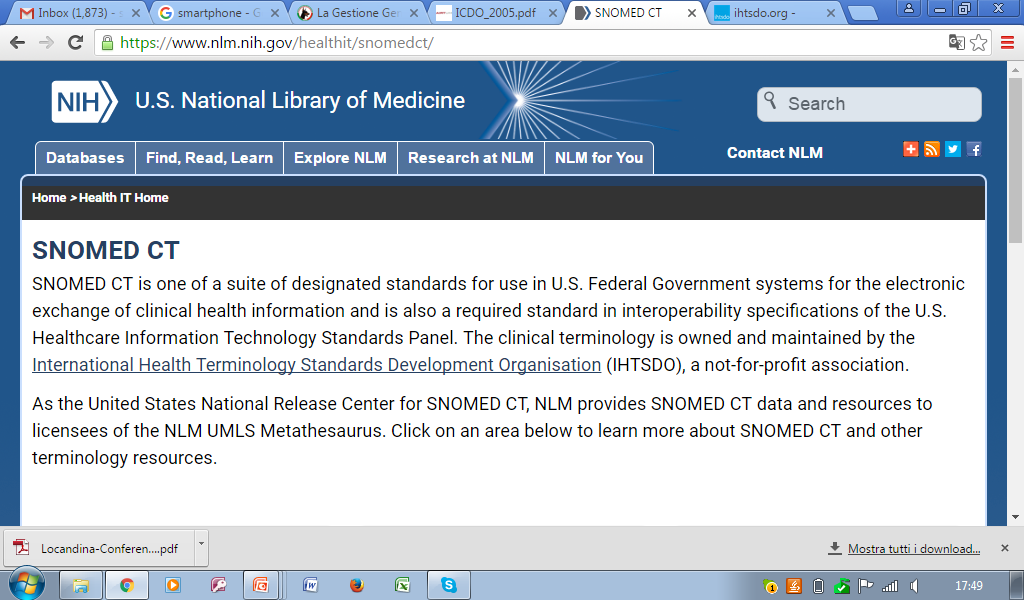 Inbox (1,873) - s
smartphone - G
La Gestione Ge
ICDO_2005.pdf
SNOMED CT
ihtsdo.org -
https://www.nlm.nih.gov/healthit/snomedct/
NIH
U.S. National Library of Medicine
Search
Databases
Find, Read, Learn
Explore NLM
Research at NLM
NLM for You
Contact NLM
Home > Health IT Home
SNOMED CT
SNOMED CT is one of a suite of designated standards for use in U.S. Federal Government systems for the electronic
exchange of clinical health information and is also a required standard in interoperability specifications of the U.S.
Healthcare Information Technology Standards Panel. The clinical terminology is owned and maintained by the
International Health Terminology Standards Development Organisation (IHTSDO), a not-for-profit association.
As the United States National Release Center for SNOMED CT, NLM provides SNOMED CT data and resources to
licensees of the NLM UMLS Metathesaurus. Click on an area below to learn more about SNOMED CT and other
terminology resources.
Locandina-Conferen....pdf
Mostra tutti i download...
17:49